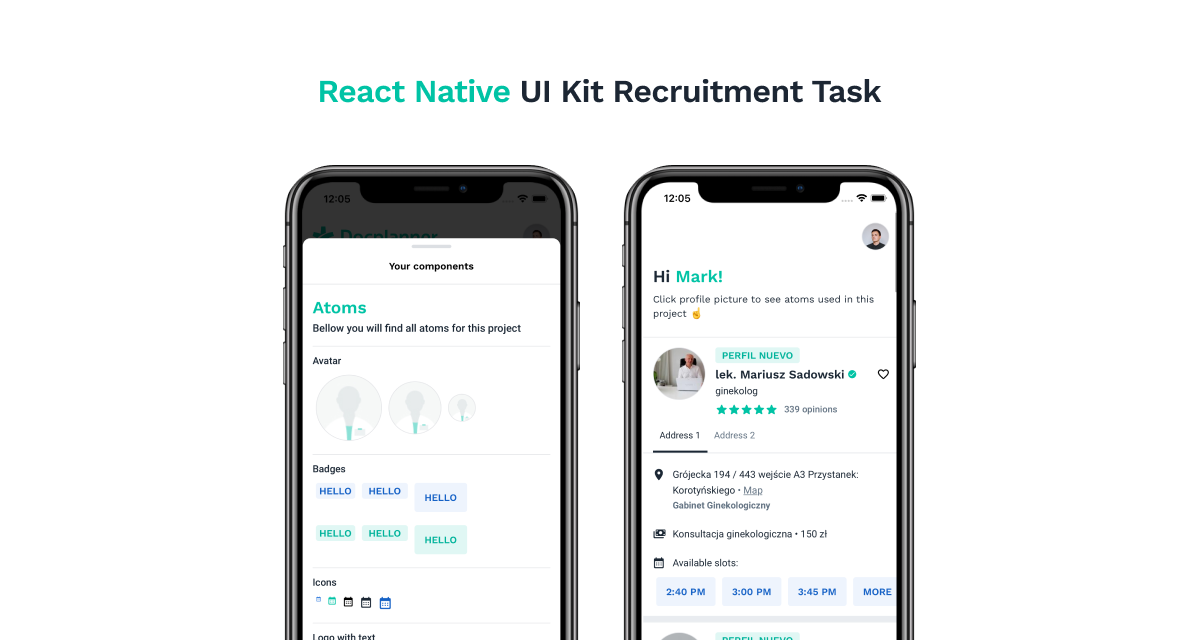 React Native UI Kit Recruitment Task
12:05
Docplanner
Your components
Atoms
Bellow you will find all atoms for this project
Avatar
Badges
HELLO HELLO HELLO
HELLO HELLO HELLO
Icons
Logo with text
12:05
Hi Mark!
Click profile picture to see atoms used in this
project ☝
PERFIL NUEVO
lek. Mariusz Sadowski
ginekolog
339 opinions
Address 1 Address 2
Grójecka 194 / 443 wejście A3 Przystanek:
Korotyńskiego • Map
Gabinet Ginekologiczny
Konsultacja ginekologiczna • 150 zł
Available slots:
2:40 PM 3:00 PM 3:45 PM MORE
PERFIL NUEVO